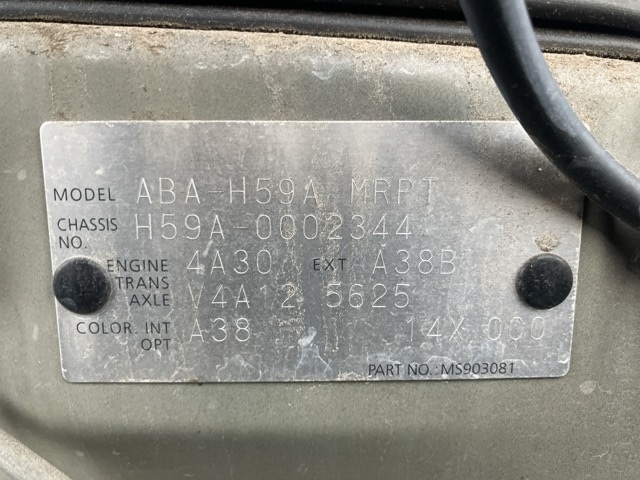 MODEL ABA-H59A MRPT
CHASSIS NO. H59A-0002344
ENGINE 4A30 EXT A38B
TRANS AXLE V4A12 5625
COLOR. INT OPT A38 14X 000
PART NO.: MS903081